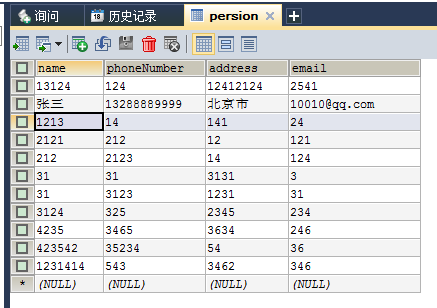 询问 历史记录 persion
name phoneNumber address email
13124 124 12412124 2541
张三 13288889999 北京市 10010@qq.com
1213 14 141 24
2121 212 12 121
212 2123 14 124
31 31 3131 3
31 3123 1231 31
3124 325 2345 234
4235 3465 3634 246
423542 35234 54 36
1231414 543 3462 346
* (NULL) (NULL) (NULL) (NULL)